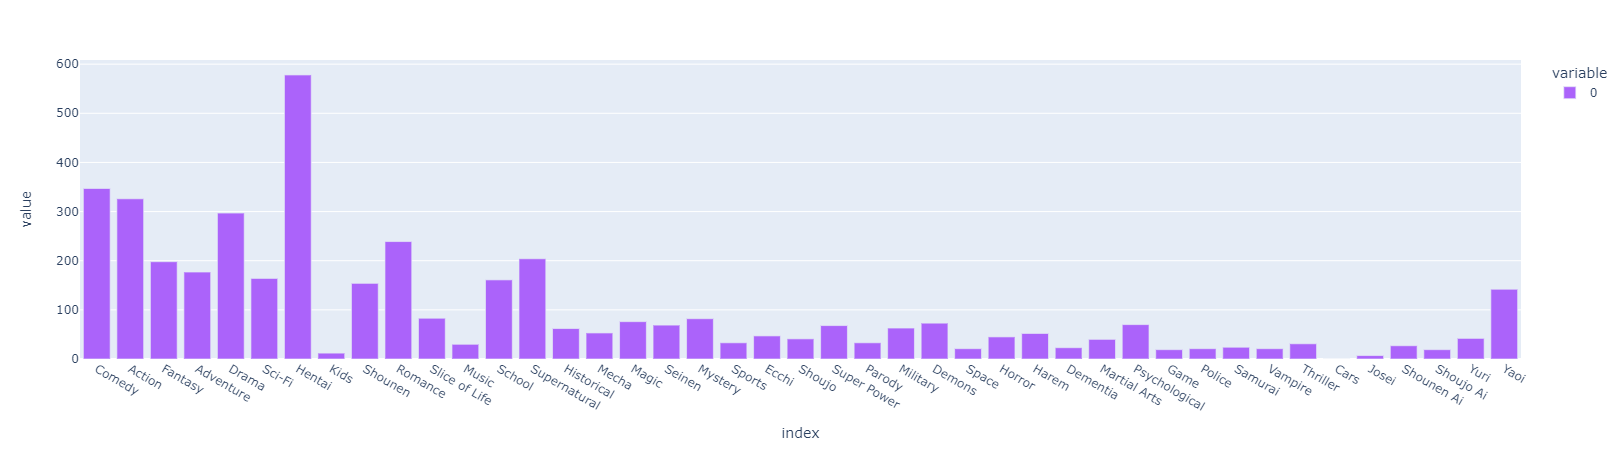 variable
0
600
500
400
300
200
100
0
value
Comedy
Action
Fantasy
Adventure
Drama
Sci-Fi
Hentai
Kids
Shounen
Romance
Slice of Life
Music
School
Supernatural
Historical
Mecha
Magic
Seinen
Mystery
Sports
Ecchi
Shoujo
Super Power
Parody
Military
Demons
Space
Horror
Harem
Dementia
Martial Arts
Psychological
Game
Police
Samurai
Vampire
Thriller
Cars
Josei
Shounen Ai
Shoujo Ai
Yuri
Yaoi
index